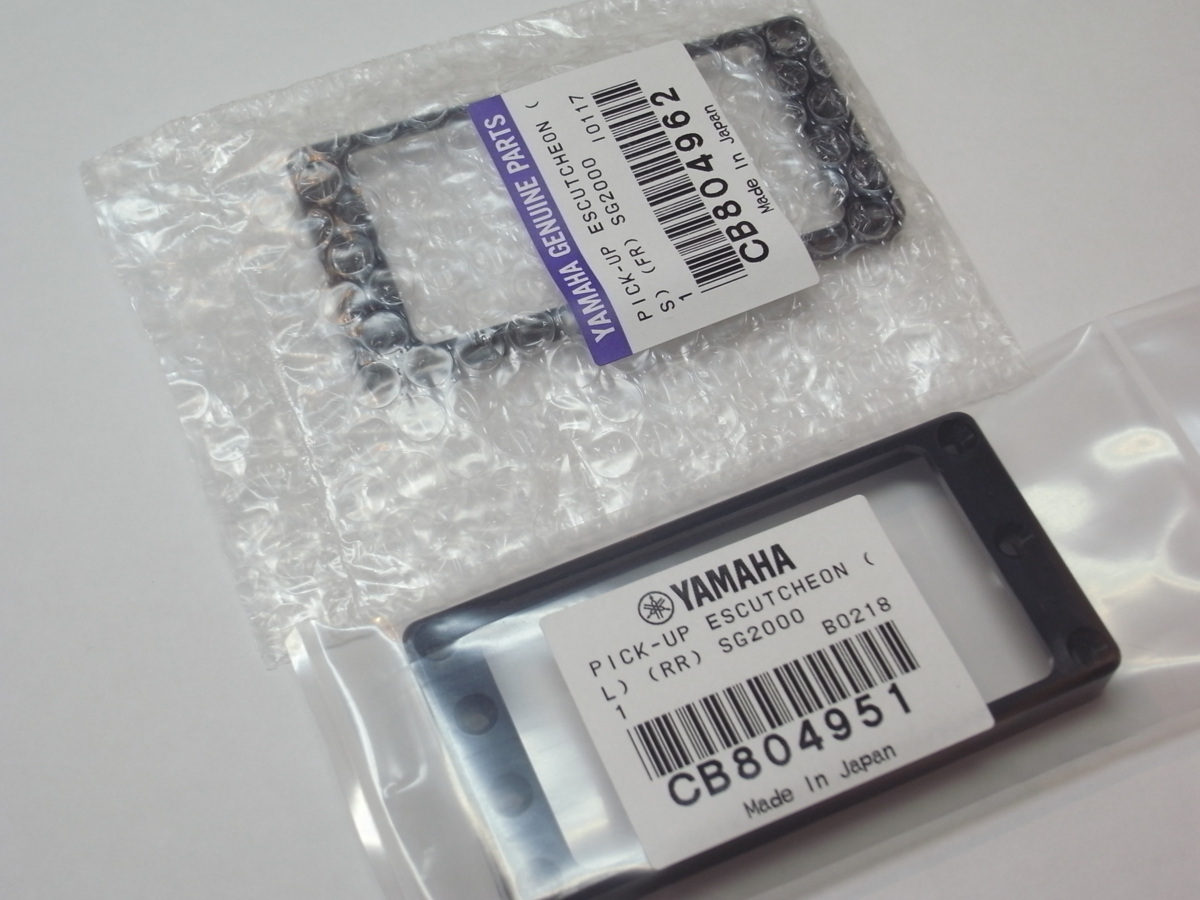 YAMAHA GENUINE PARTS
PICK-UP ESCUTCHEON (
S) (FR) SG2000 I0117
1
CB804962
Made In Japan
YAMAHA
PICK-UP ESCUTCHEON (
L) (RR) SG2000 B0218
1
CB804951
Made In Japan